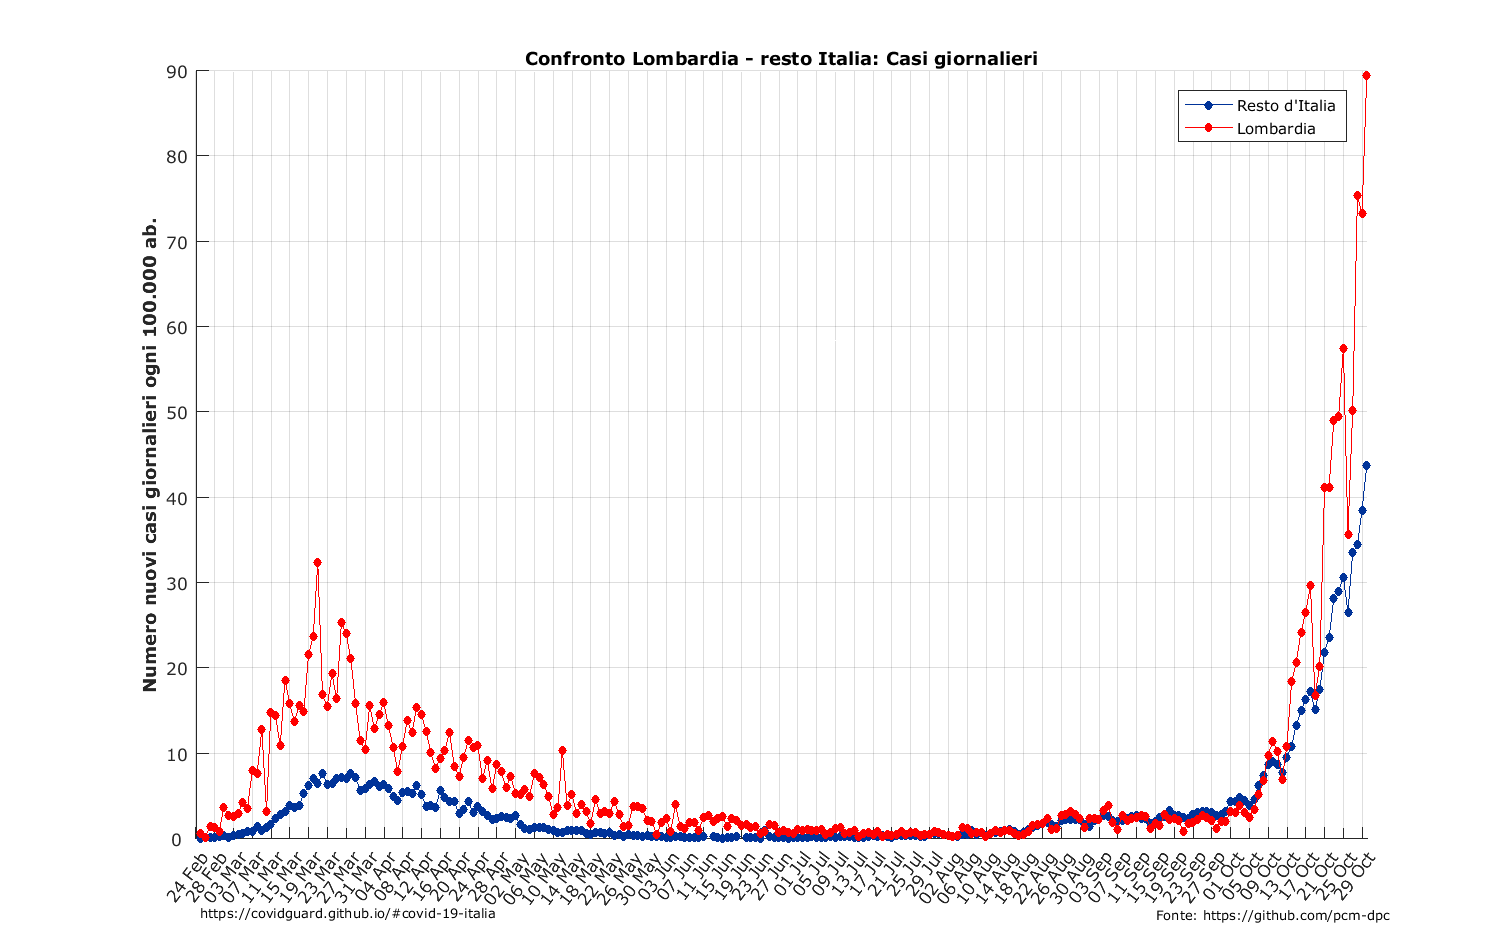 Confronto Lombardia - resto Italia: Casi giornalieri
Resto d'Italia
Lombardia
Numero nuovi casi giornalieri ogni 100.000 ab.
90
80
70
60
50
40
30
20
10
0
24 Feb
28 Feb
03 Mar
07 Mar
11 Mar
15 Mar
19 Mar
23 Mar
27 Mar
31 Mar
04 Apr
08 Apr
12 Apr
16 Apr
20 Apr
24 Apr
28 Apr
02 May
06 May
10 May
14 May
18 May
22 May
26 May
30 May
03 Jun
07 Jun
11 Jun
15 Jun
19 Jun
23 Jun
27 Jun
01 Jul
05 Jul
09 Jul
13 Jul
17 Jul
21 Jul
25 Jul
29 Jul
02 Aug
06 Aug
10 Aug
14 Aug
18 Aug
22 Aug
26 Aug
30 Aug
03 Sep
07 Sep
11 Sep
15 Sep
19 Sep
23 Sep
27 Sep
01 Oct
05 Oct
09 Oct
13 Oct
17 Oct
21 Oct
25 Oct
29 Oct
https://covidguard.github.io/#covid-19-italia
Fonte: https://github.com/pcm-dpc